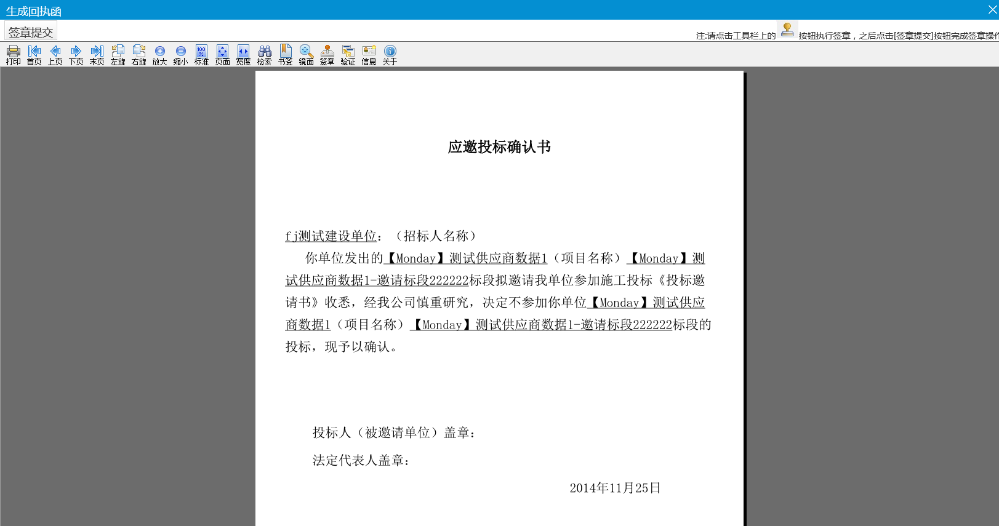 生成回执函
签章提交
注:请点击工具栏上的 按钮执行签章，之后点击[签章提交]按钮完成签章操作
打印 首页 上页 下页 末页 左旋 右旋 放大 缩小 标准 页面 宽度 检索 书签 镜面 签章 验证 信息 关于
应邀投标确认书
fj测试建设单位：（招标人名称）
你单位发出的【Monday】测试供应商数据1（项目名称）【Monday】测
试供应商数据1-邀请标段222222标段拟邀请我单位参加施工投标《投标邀
请书》收悉，经我公司慎重研究，决定不参加你单位【Monday】测试供应
商数据1（项目名称）【Monday】测试供应商数据1-邀请标段222222标段的
投标，现予以确认。
投标人（被邀请单位）盖章：
法定代表人盖章：
2014年11月25日